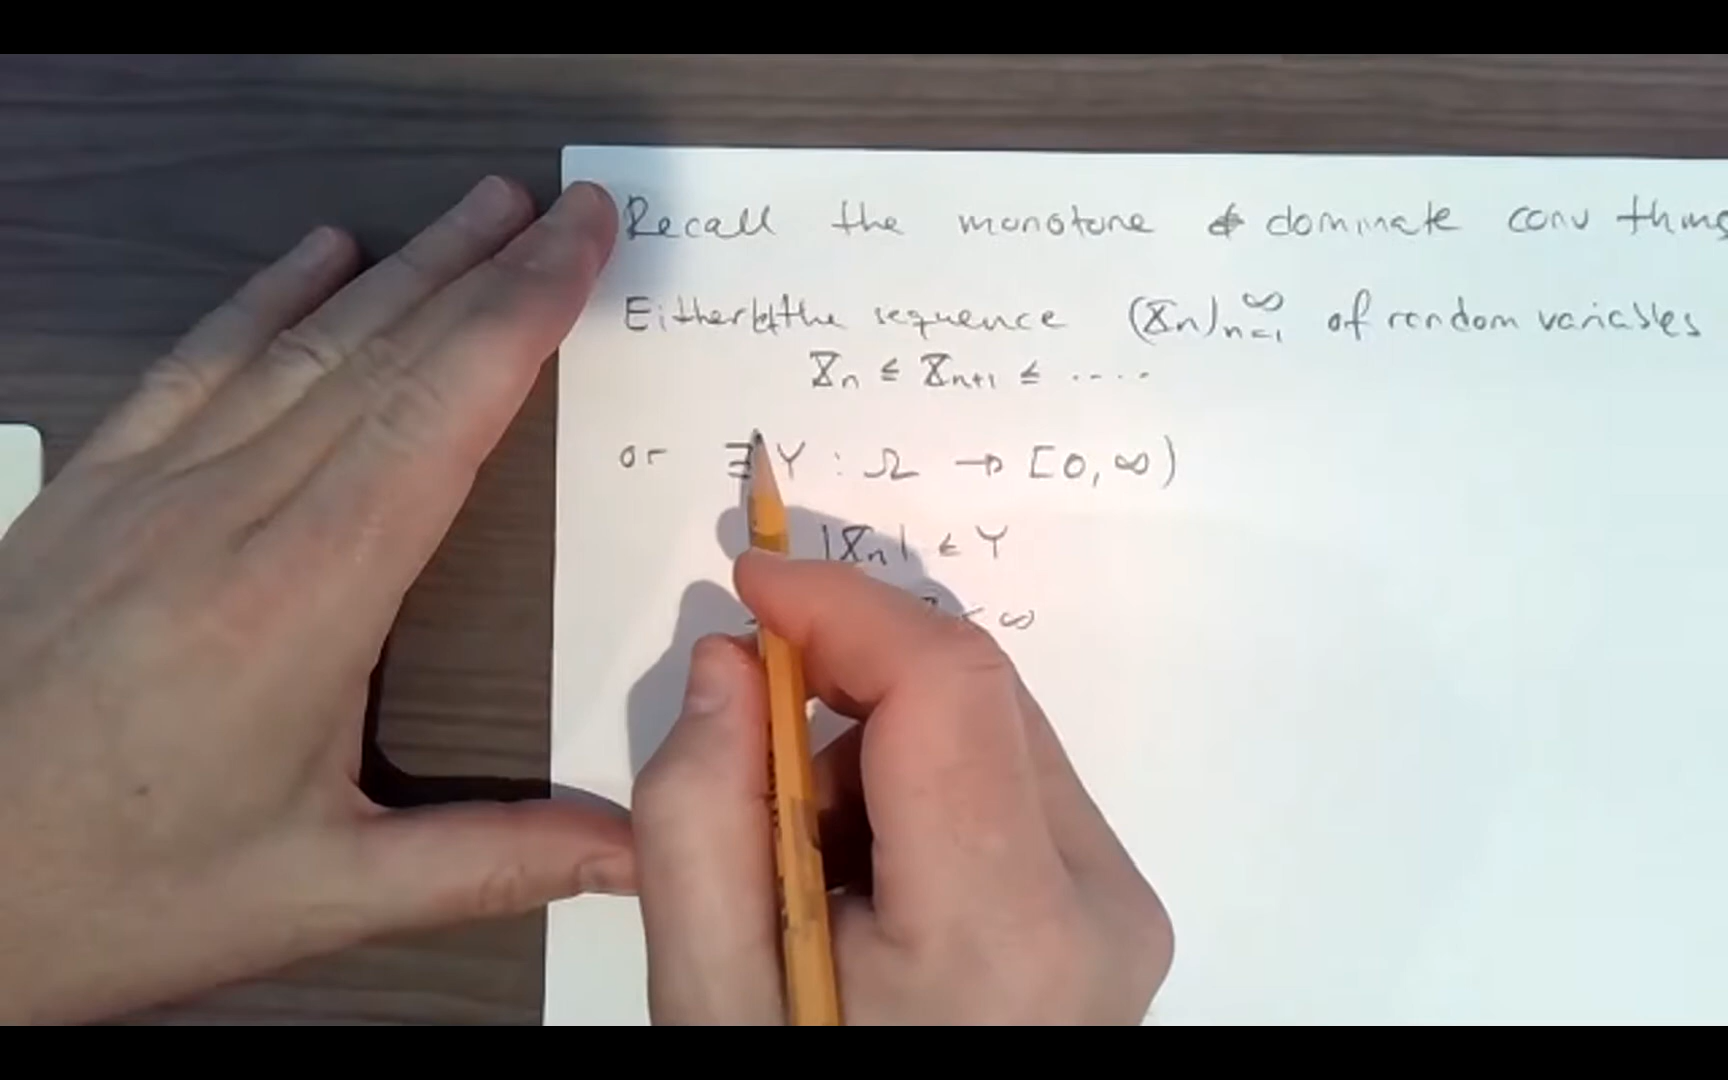 Recall the monotone & dominate conv thms
Either the sequence (Xn)∞n=1 of random variables
Xn ≤ Xn+1 ≤ ....
or ∃ Y : Ω → [0, ∞)
|Xn| ≤ Y
< ∞